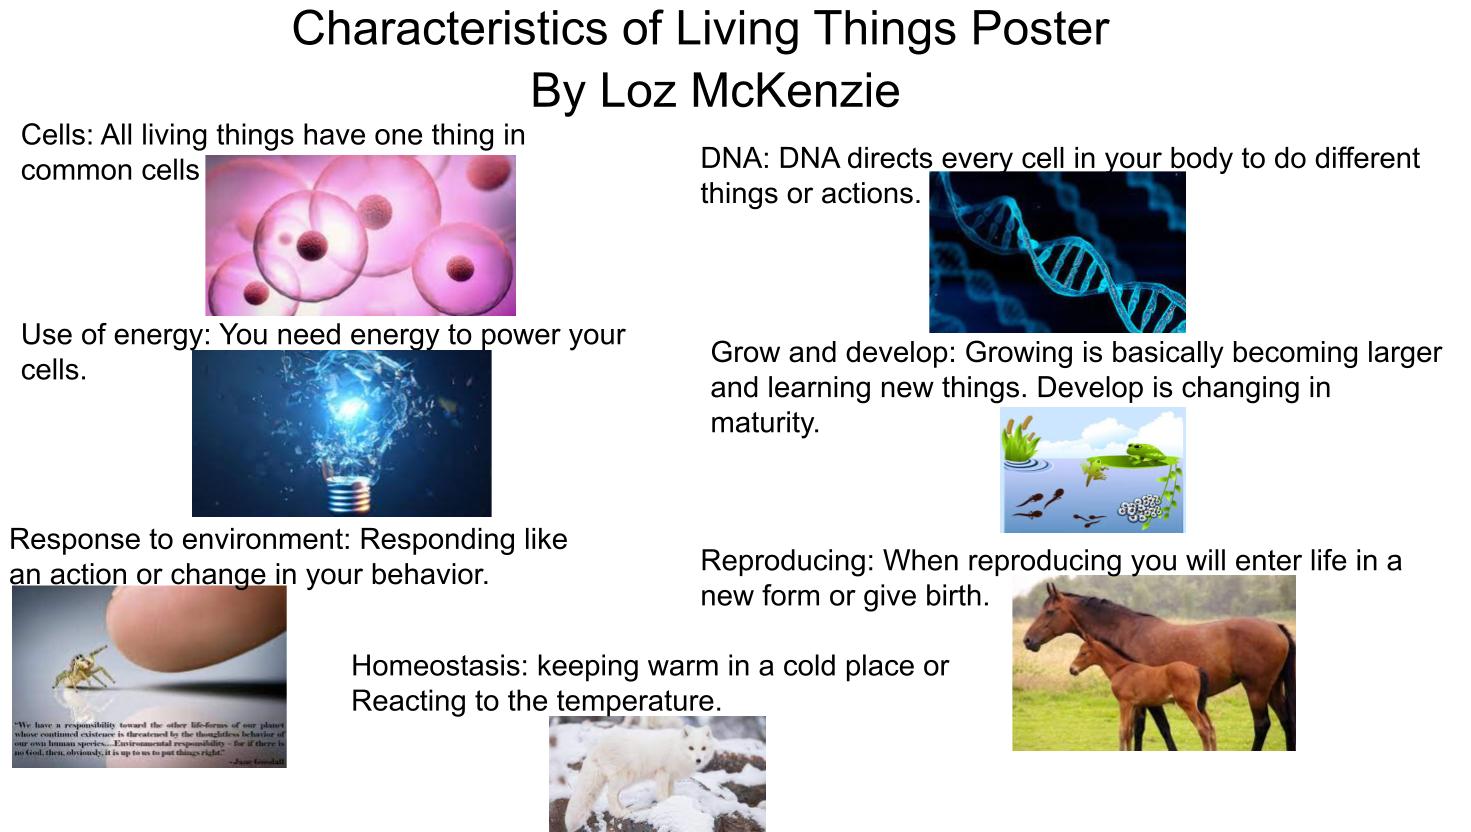 Characteristics of Living Things Poster
By Loz McKenzie
Cells: All living things have one thing in
common cells
DNA: DNA directs every cell in your body to do different
things or actions.
Use of energy: You need energy to power your
cells.
Grow and develop: Growing is basically becoming larger
and learning new things. Develop is changing in
maturity.
Response to environment: Responding like
an action or change in your behavior.
Reproducing: When reproducing you will enter life in a
new form or give birth.
Homeostasis: keeping warm in a cold place or
Reacting to the temperature.
"We have a responsibility toward the other life-forms of our planet
whose continued existence is threatened by the thoughtless behavior of
our own human species...Environmental responsibility - for if there is
no God, then, obviously, it is up to us to put things right."
~Jane Goodall